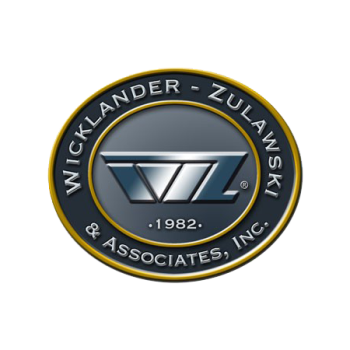 WICKLANDER - ZULAWSKI
WZ ®
·1982·
& ASSOCIATES, INC.